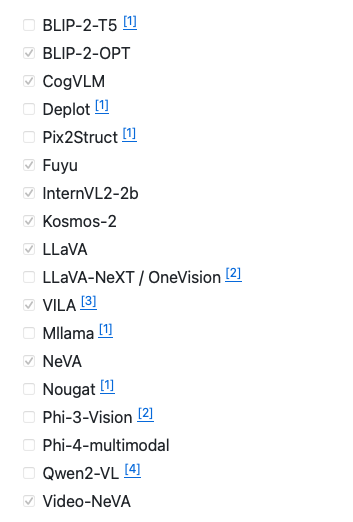 BLIP-2-T5 [1]
BLIP-2-OPT
CogVLM
Deplot [1]
Pix2Struct [1]
Fuyu
InternVL2-2b
Kosmos-2
LLaVA
LLaVA-NeXT / OneVision [2]
VILA [3]
Mllama [1]
NeVA
Nougat [1]
Phi-3-Vision [2]
Phi-4-multimodal
Qwen2-VL [4]
Video-NeVA